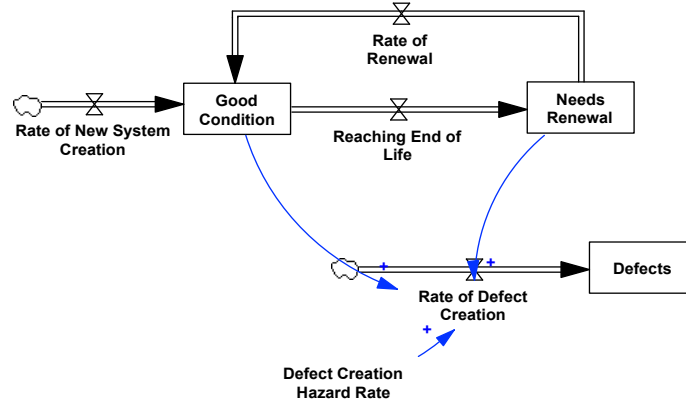 Rate of
Renewal
Good
Condition
Needs
Renewal
Rate of New System
Creation
Reaching End of
Life
+
+
Defects
Rate of Defect
Creation
+
Defect Creation
Hazard Rate